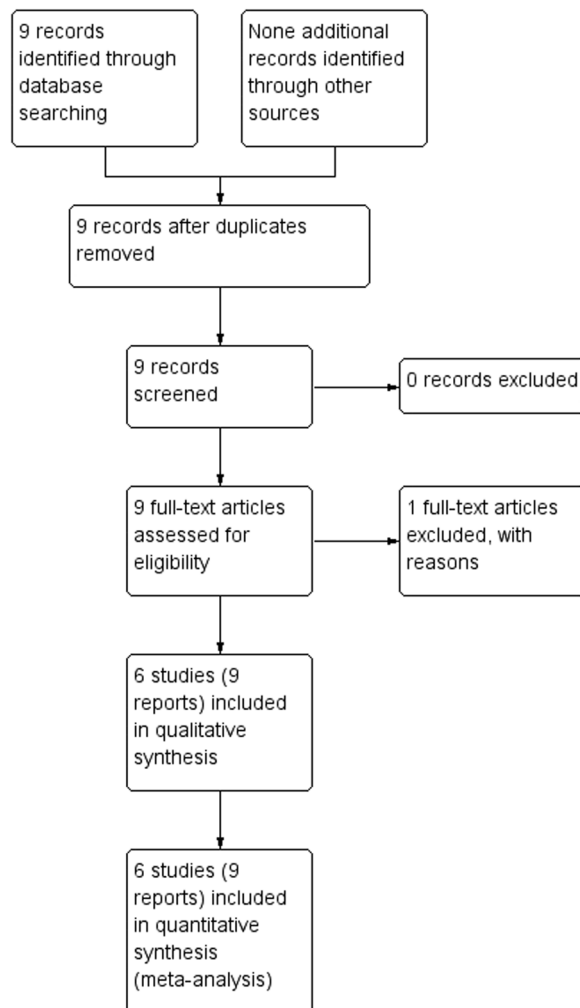 9 records
identified through
database
searching
None additional
records identified
through other
sources
9 records after duplicates
removed
9 records
screened
0 records excluded
9 full-text articles
assessed for
eligibility
1 full-text articles
excluded, with
reasons
6 studies (9
reports) included
in qualitative
synthesis
6 studies (9
reports) included
in quantitative
synthesis
(meta-analysis)